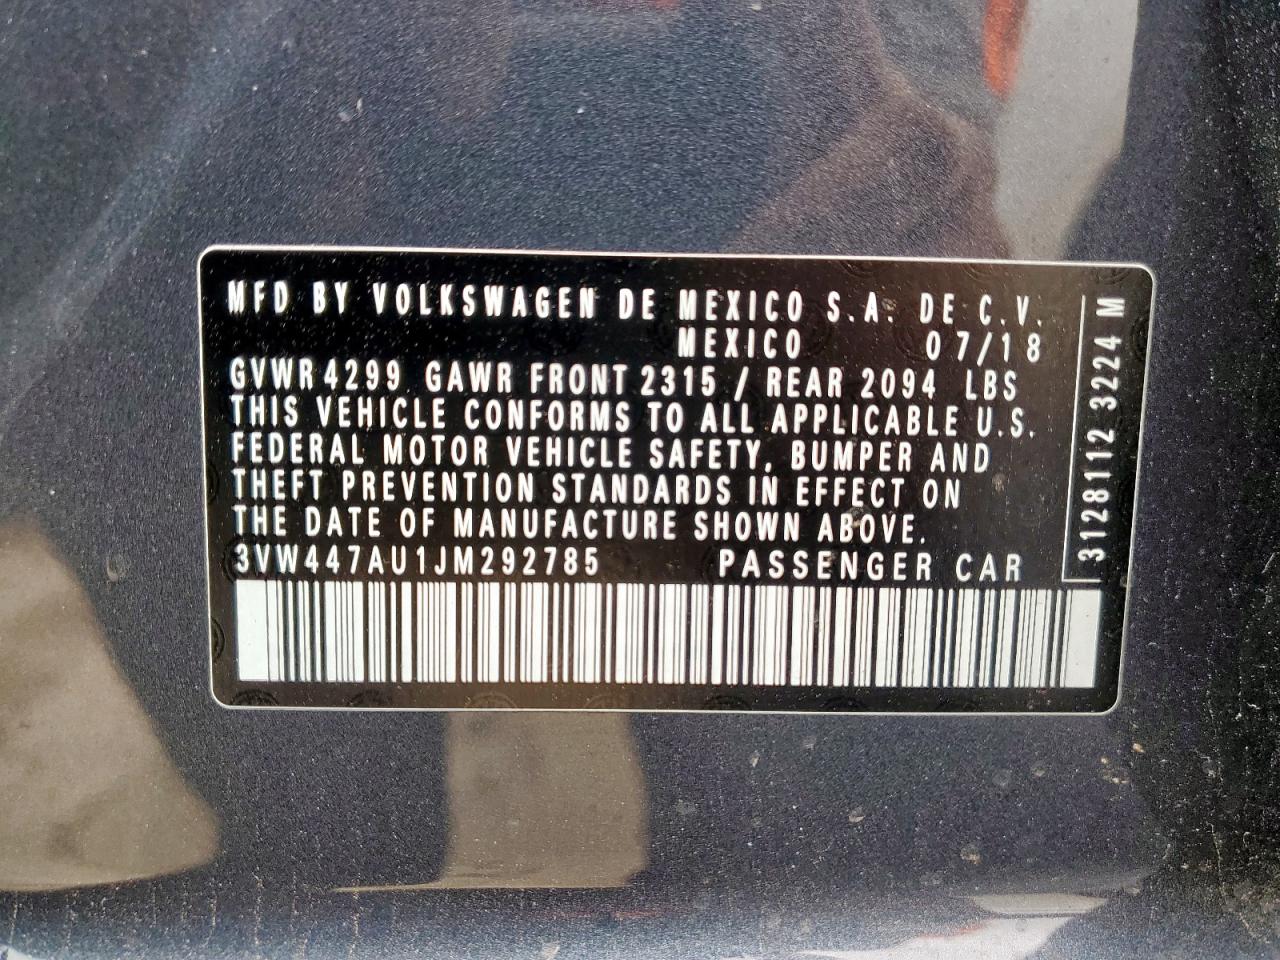 MFD BY VOLKSWAGEN DE MEXICO S.A. DE C.V.
MEXICO 07/18
GVWR 4299 GAWR FRONT 2315 / REAR 2094 LBS
THIS VEHICLE CONFORMS TO ALL APPLICABLE U.S.
FEDERAL MOTOR VEHICLE SAFETY, BUMPER AND
THEFT PREVENTION STANDARDS IN EFFECT ON
THE DATE OF MANUFACTURE SHOWN ABOVE.
3VW447AU1JM292785 PASSENGER CAR
3128112 3224 M